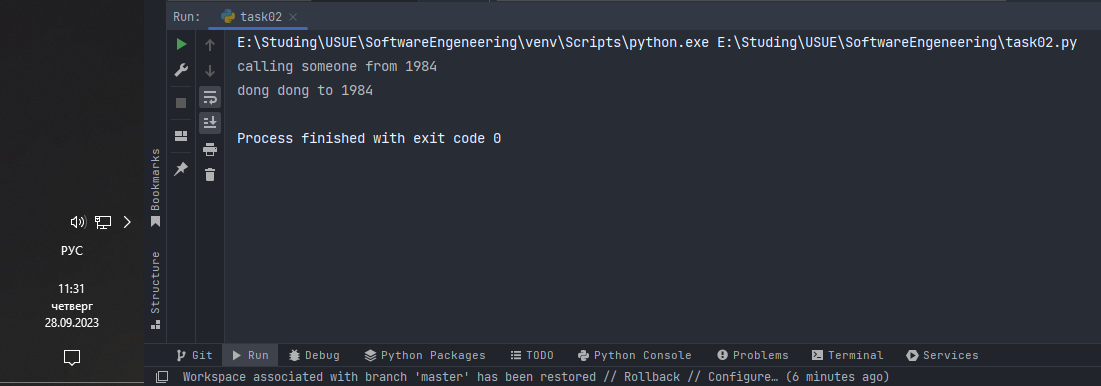 Run: task02
E:\Studing\USUE\SoftwareEngeneering\venv\Scripts\python.exe E:\Studing\USUE\SoftwareEngeneering\task02.py
calling someone from 1984
dong dong to 1984
Process finished with exit code 0
Bookmarks
Structure
РУС
11:31
четверг
28.09.2023
Git Run Debug Python Packages TODO Python Console Problems Terminal Services
Workspace associated with branch 'master' has been restored // Rollback // Configure… (6 minutes ago)